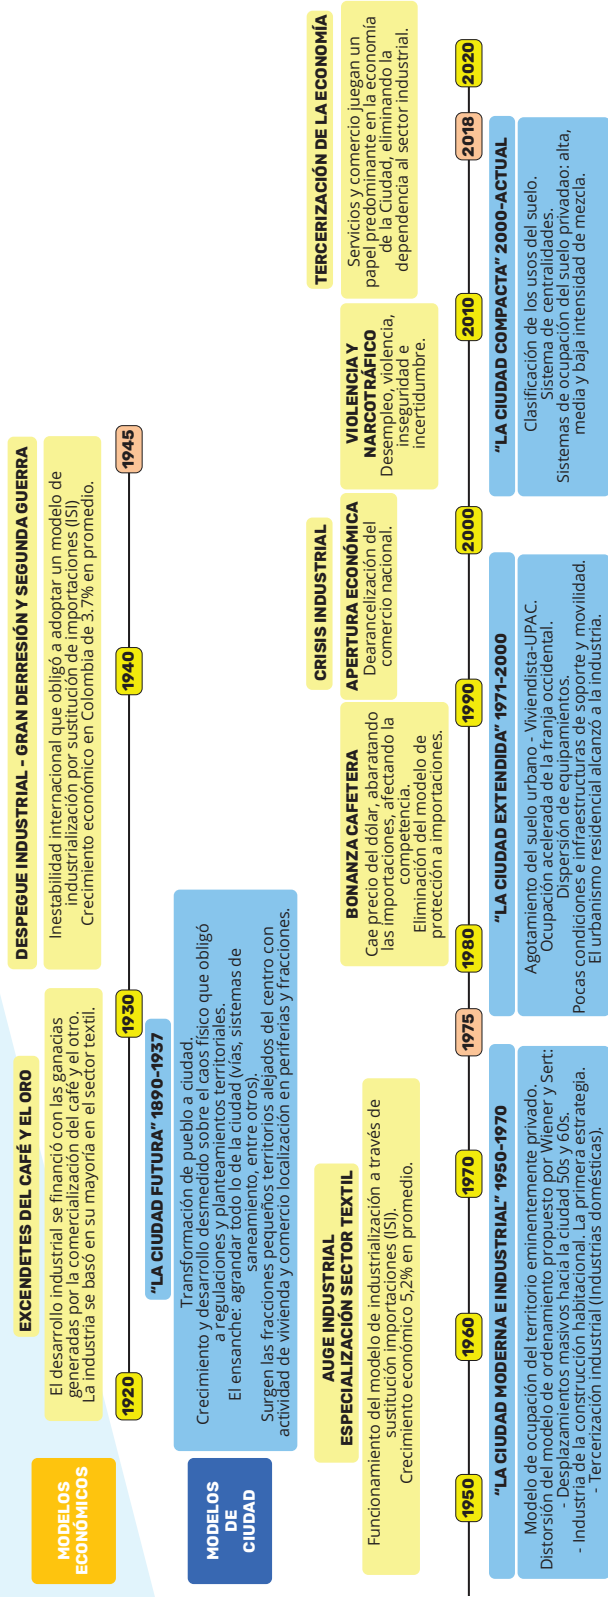 MODELOS
ECONÓMICOS
EXCENDETES DEL CAFÉ Y EL ORO
El desarrollo industrial se financió con las ganacias
generadas por la comercialización del café y el otro.
La industria se basó en su mayoría en el sector textil.
DESPEGUE INDUSTRIAL - GRAN DERRESIÓN Y SEGUNDA GUERRA
Inestabilidad internacional que obligó a adoptar un modelo de
industrialización por sustitución de importaciones (ISI)
Crecimiento económico en Colombia de 3.7% en promedio.
1920
1930
1940
1945
MODELOS
DE
CIUDAD
"LA CIUDAD FUTURA" 1890-1937
Transformación de pueblo a ciudad.
Crecimiento y desarrollo desmedido sobre el caos físico que obligó
a regulaciones y planteamientos territoriales.
El ensanche: agrandar todo lo de la ciudad (vías, sistemas de
saneamiento, entre otros).
Surgen las fracciones pequeños territorios alejados del centro con
actividad de vivienda y comercio localización en periferias y fracciones.
AUGE INDUSTRIAL
ESPECIALIZACIÓN SECTOR TEXTIL
Funcionamiento del modelo de industrialización a través de
sustitución importaciones (ISI).
Crecimiento económico 5,2% en promedio.
BONANZA CAFETERA
Cae precio del dólar, abaratando
las importaciones, afectando la
competencia.
Eliminación del modelo de
protección a importaciones.
CRISIS INDUSTRIAL
APERTURA ECONÓMICA
Dearancelización del
comercio nacional.
VIOLENCIA Y
NARCOTRÁFICO
Desempleo, violencia,
inseguridad e
incertidumbre.
TERCERIZACIÓN DE LA ECONOMÍA
Servicios y comercio juegan un
papel predominante en la economía
de la Ciudad, eliminando la
dependencia al sector industrial.
1950
1960
1970
1975
1980
1990
2000
2010
2018
2020
"LA CIUDAD MODERNA E INDUSTRIAL" 1950-1970
Modelo de ocupación del territorio eminentemente privado.
Distorsión del modelo de ordenamiento propuesto por Wiener y Sert:
- Desplazamientos masivos hacia la ciudad 50s y 60s.
- Industria de la construcción habitacional. La primera estrategia.
- Tercerización industrial (Industrias domésticas).
"LA CIUDAD EXTENDIDA" 1971-2000
Agotamiento del suelo urbano - Viviendista-UPAC.
Ocupación acelerada de la franja occidental.
Dispersión de equipamientos.
Pocas condiciones e infraestructuras de soporte y movilidad.
El urbanismo residencial alcanzó a la industria.
"LA CIUDAD COMPACTA" 2000-ACTUAL
Clasificación de los usos del suelo.
Sistema de centralidades.
Sistemas de ocupación del suelo privadao: alta,
media y baja intensidad de mezcla.